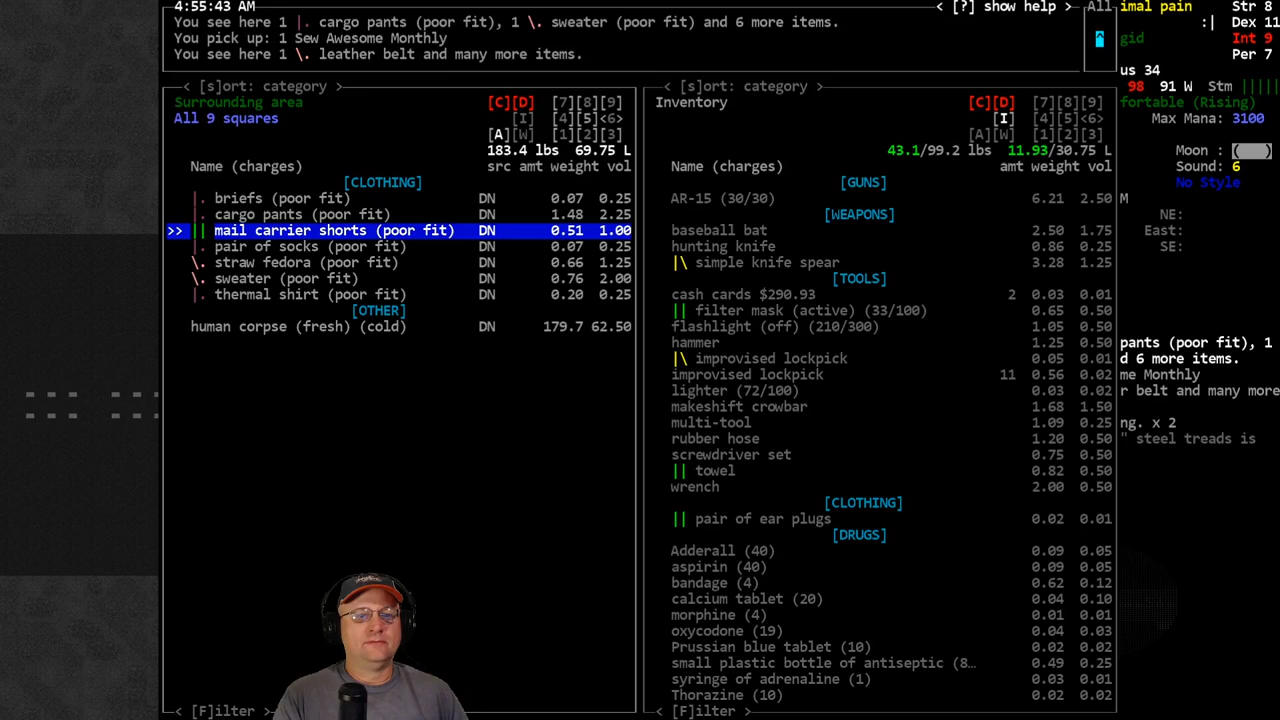 4:55:43 AM
You see here 1 |. cargo pants (poor fit), 1 \. sweater (poor fit) and 6 more items.
You pick up: 1 Sew Awesome Monthly
You see here 1 \. leather belt and many more items.
< [?] show help >
All
^
imal pain
:|
gid
us 34
98 91 W Stm |||||
fortable (Rising)
Str 8
Dex 11
Int 9
Per 7
Max Mana: 3100
Moon : (   )
Sound: 6
No Style
M
NE:
East:
SE:
pants (poor fit), 1
d 6 more items.
me Monthly
r belt and many more
ng. x 2
" steel treads is
< [s]ort: category >
Surrounding area
All 9 squares
[C][D] [7][8][9]
[I] [4][5]<6>
[A][W] [1][2][3]
183.4 lbs 69.75 L
Name (charges) src amt weight vol
[CLOTHING]
|. briefs (poor fit) DN 0.07 0.25
|. cargo pants (poor fit) DN 1.48 2.25
>> || mail carrier shorts (poor fit) DN 0.51 1.00
|. pair of socks (poor fit) DN 0.07 0.25
\. straw fedora (poor fit) DN 0.66 1.25
\. sweater (poor fit) DN 0.76 2.00
|. thermal shirt (poor fit) DN 0.20 0.25
[OTHER]
human corpse (fresh) (cold) DN 179.7 62.50
< [F]ilter >
< [s]ort: category >
Inventory
[C][D] [7][8][9]
[I] [4][5]<6>
[A][W] [1][2][3]
43.1/99.2 lbs 11.93/30.75 L
Name (charges) amt weight vol
[GUNS]
AR-15 (30/30) 6.21 2.50
[WEAPONS]
baseball bat 2.50 1.75
hunting knife 0.86 0.25
|\ simple knife spear 3.28 1.25
[TOOLS]
cash cards $290.93 2 0.03 0.01
|| filter mask (active) (33/100) 0.65 0.50
flashlight (off) (210/300) 1.05 0.50
hammer 1.25 0.50
|\ improvised lockpick 0.05 0.01
improvised lockpick 11 0.56 0.02
lighter (72/100) 0.03 0.02
makeshift crowbar 1.68 1.50
multi-tool 1.09 0.25
rubber hose 1.20 0.50
screwdriver set 0.75 0.50
|| towel 0.82 0.50
wrench 2.00 0.50
[CLOTHING]
|| pair of ear plugs 0.02 0.01
[DRUGS]
Adderall (40) 0.09 0.05
aspirin (40) 0.09 0.05
bandage (4) 0.62 0.12
calcium tablet (20) 0.04 0.10
morphine (4) 0.01 0.01
oxycodone (19) 0.04 0.03
Prussian blue tablet (10) 0.02 0.02
small plastic bottle of antiseptic (8… 0.49 0.25
syringe of adrenaline (1) 0.03 0.01
Thorazine (10) 0.02 0.02
< [F]ilter >